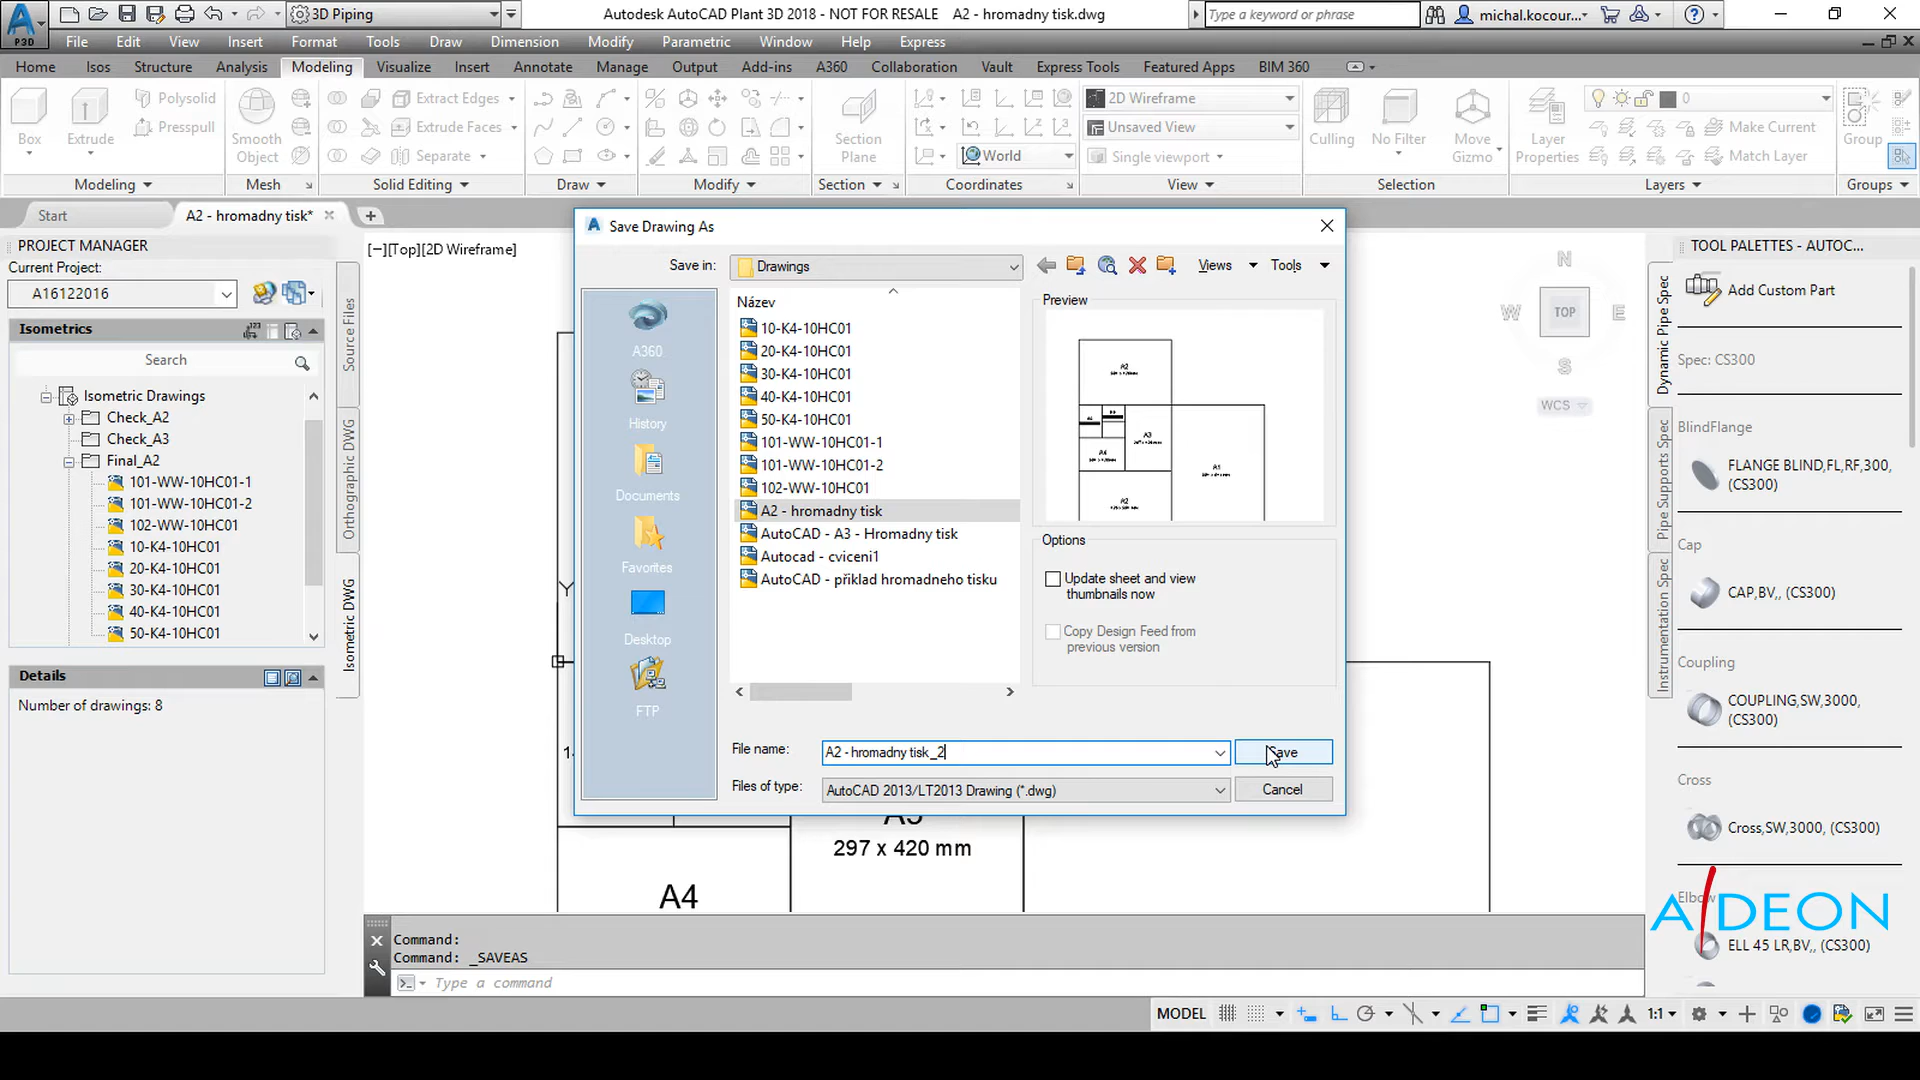 3D Piping
Autodesk AutoCAD Plant 3D 2018 - NOT FOR RESALE A2 - hromadny tisk.dwg
Type a keyword or phrase
michal.kocour...
P3D
File Edit View Insert Format Tools Draw Dimension Modify Parametric Window Help Express
Home Isos Structure Analysis Modeling Visualize Insert Annotate Manage Output Add-ins A360 Collaboration Vault Express Tools Featured Apps BIM 360
Box
Extrude
Polysolid
Presspull
Smooth
Object
Extract Edges
Extrude Faces
Separate
Section
Plane
World
2D Wireframe
Unsaved View
Single viewport
Culling
No Filter
Move
Gizmo
Layer
Properties
0
Make Current
Match Layer
Group
Modeling Mesh Solid Editing Draw Modify Section Coordinates View Selection Layers Groups
Start
A2 - hromadny tisk*
PROJECT MANAGER
Current Project:
A16122016
Isometrics
Search
Isometric Drawings
Check_A2
Check_A3
Final_A2
101-WW-10HC01-1
101-WW-10HC01-2
102-WW-10HC01
10-K4-10HC01
20-K4-10HC01
30-K4-10HC01
40-K4-10HC01
50-K4-10HC01
Details
Number of drawings: 8
Source Files
Orthographic DWG
Isometric DWG
[−][Top][2D Wireframe]
Y
Save Drawing As
Save in:
Drawings
Views
Tools
A360
History
Documents
Favorites
Desktop
FTP
Název
10-K4-10HC01
20-K4-10HC01
30-K4-10HC01
40-K4-10HC01
50-K4-10HC01
101-WW-10HC01-1
101-WW-10HC01-2
102-WW-10HC01
A2 - hromadny tisk
AutoCAD - A3 - Hromadny tisk
Autocad - cviceni1
AutoCAD - přiklad hromadneho tisku
Preview
A2
A3
A4
A1
A2
Options
Update sheet and view
thumbnails now
Copy Design Feed from
previous version
File name:
A2 - hromadny tisk_2
Save
Files of type:
AutoCAD 2013/LT2013 Drawing (*.dwg)
Cancel
A3
297 x 420 mm
A4
N
W
TOP
E
S
WCS
Command:
Command: _SAVEAS
Type a command
TOOL PALETTES - AUTOC...
Dynamic Pipe Spec
Pipe Supports Spec
Instrumentation Spec
Add Custom Part
Spec: CS300
BlindFlange
FLANGE BLIND,FL,RF,300,
(CS300)
Cap
CAP,BV,, (CS300)
Coupling
COUPLING,SW,3000,
(CS300)
Cross
Cross,SW,3000, (CS300)
Elbow
ELL 45 LR,BV,, (CS300)
AIDEON
MODEL
1:1